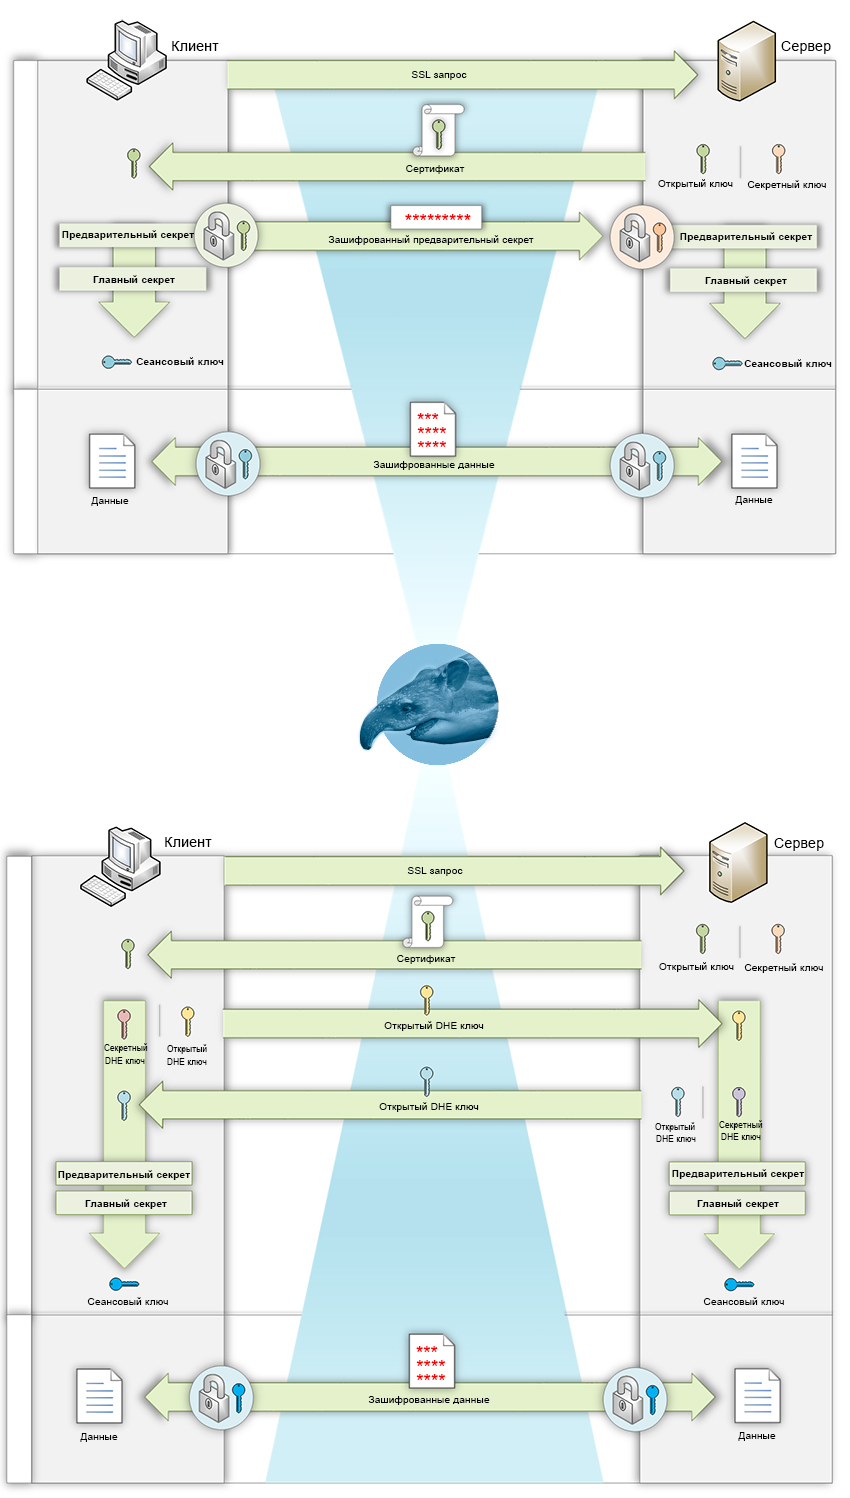 Клиент
Сервер
SSL запрос
Сертификат
Открытый ключ
Секретный ключ
*********
Предварительный секрет
Зашифрованный предварительный секрет
Предварительный секрет
Главный секрет
Главный секрет
Сеансовый ключ
Сеансовый ключ
***
****
****
Зашифрованные данные
Данные
Данные
Клиент
Сервер
SSL запрос
Сертификат
Открытый ключ
Секретный ключ
Открытый DHE ключ
Секретный
DHE ключ
Открытый
DHE ключ
Открытый DHE ключ
Открытый
DHE ключ
Секретный
DHE ключ
Предварительный секрет
Предварительный секрет
Главный секрет
Главный секрет
Сеансовый ключ
Сеансовый ключ
***
****
****
Зашифрованные данные
Данные
Данные